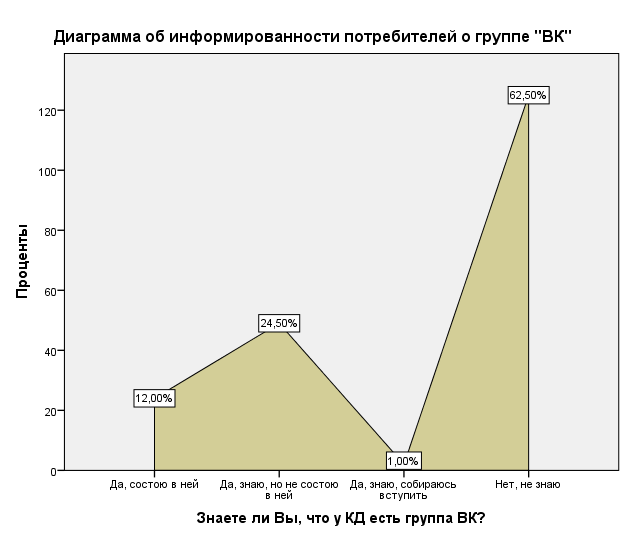 Диаграмма об информированности потребителей о группе "ВК"
62,50%
120
100
80
60
40
20
0
Проценты
24,50%
12,00%
1,00%
Да, состою в ней
Да, знаю, но не состою
в ней
Да, знаю, собираюсь
вступить
Нет, не знаю
Знаете ли Вы, что у КД есть группа ВК?